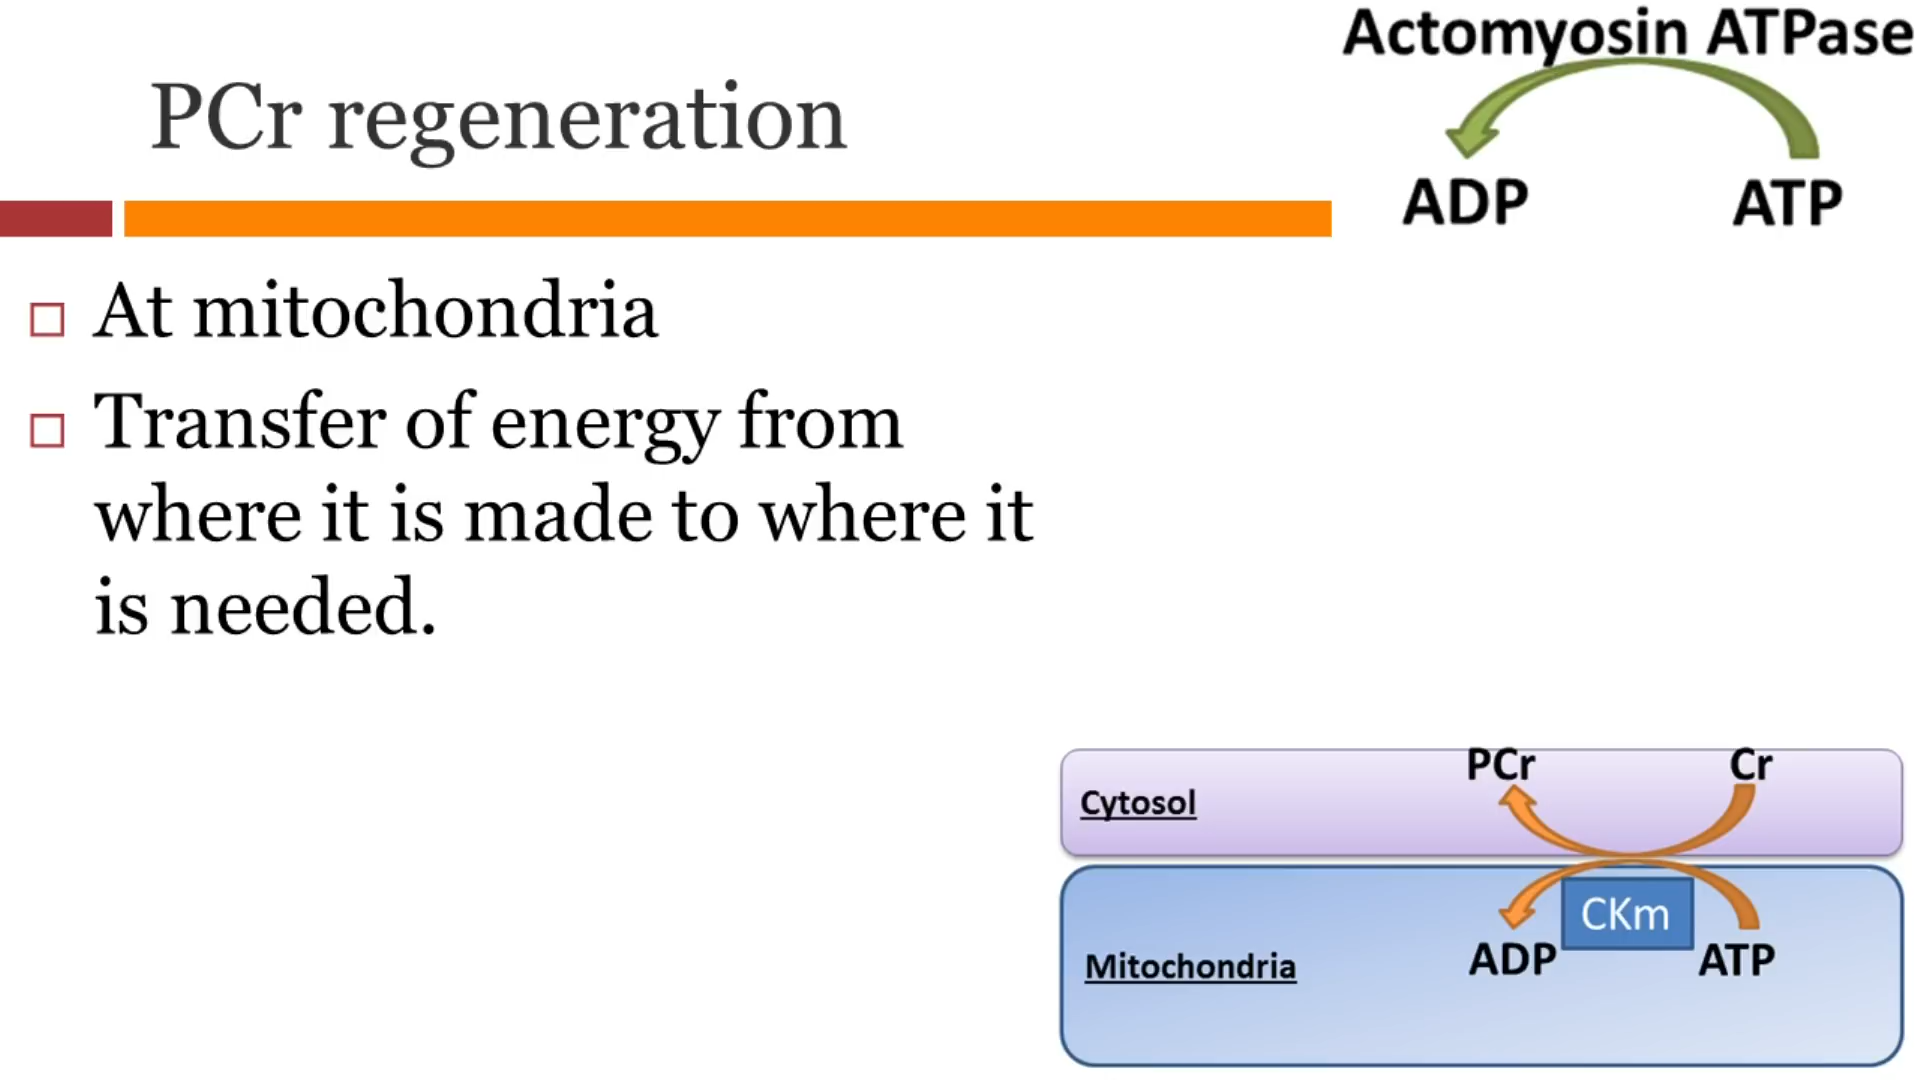 Actomyosin ATPase
PCr regeneration
ADP ATP
At mitochondria
Transfer of energy from
where it is made to where it
is needed.
PCr Cr
Cytosol
CKm
ADP ATP
Mitochondria